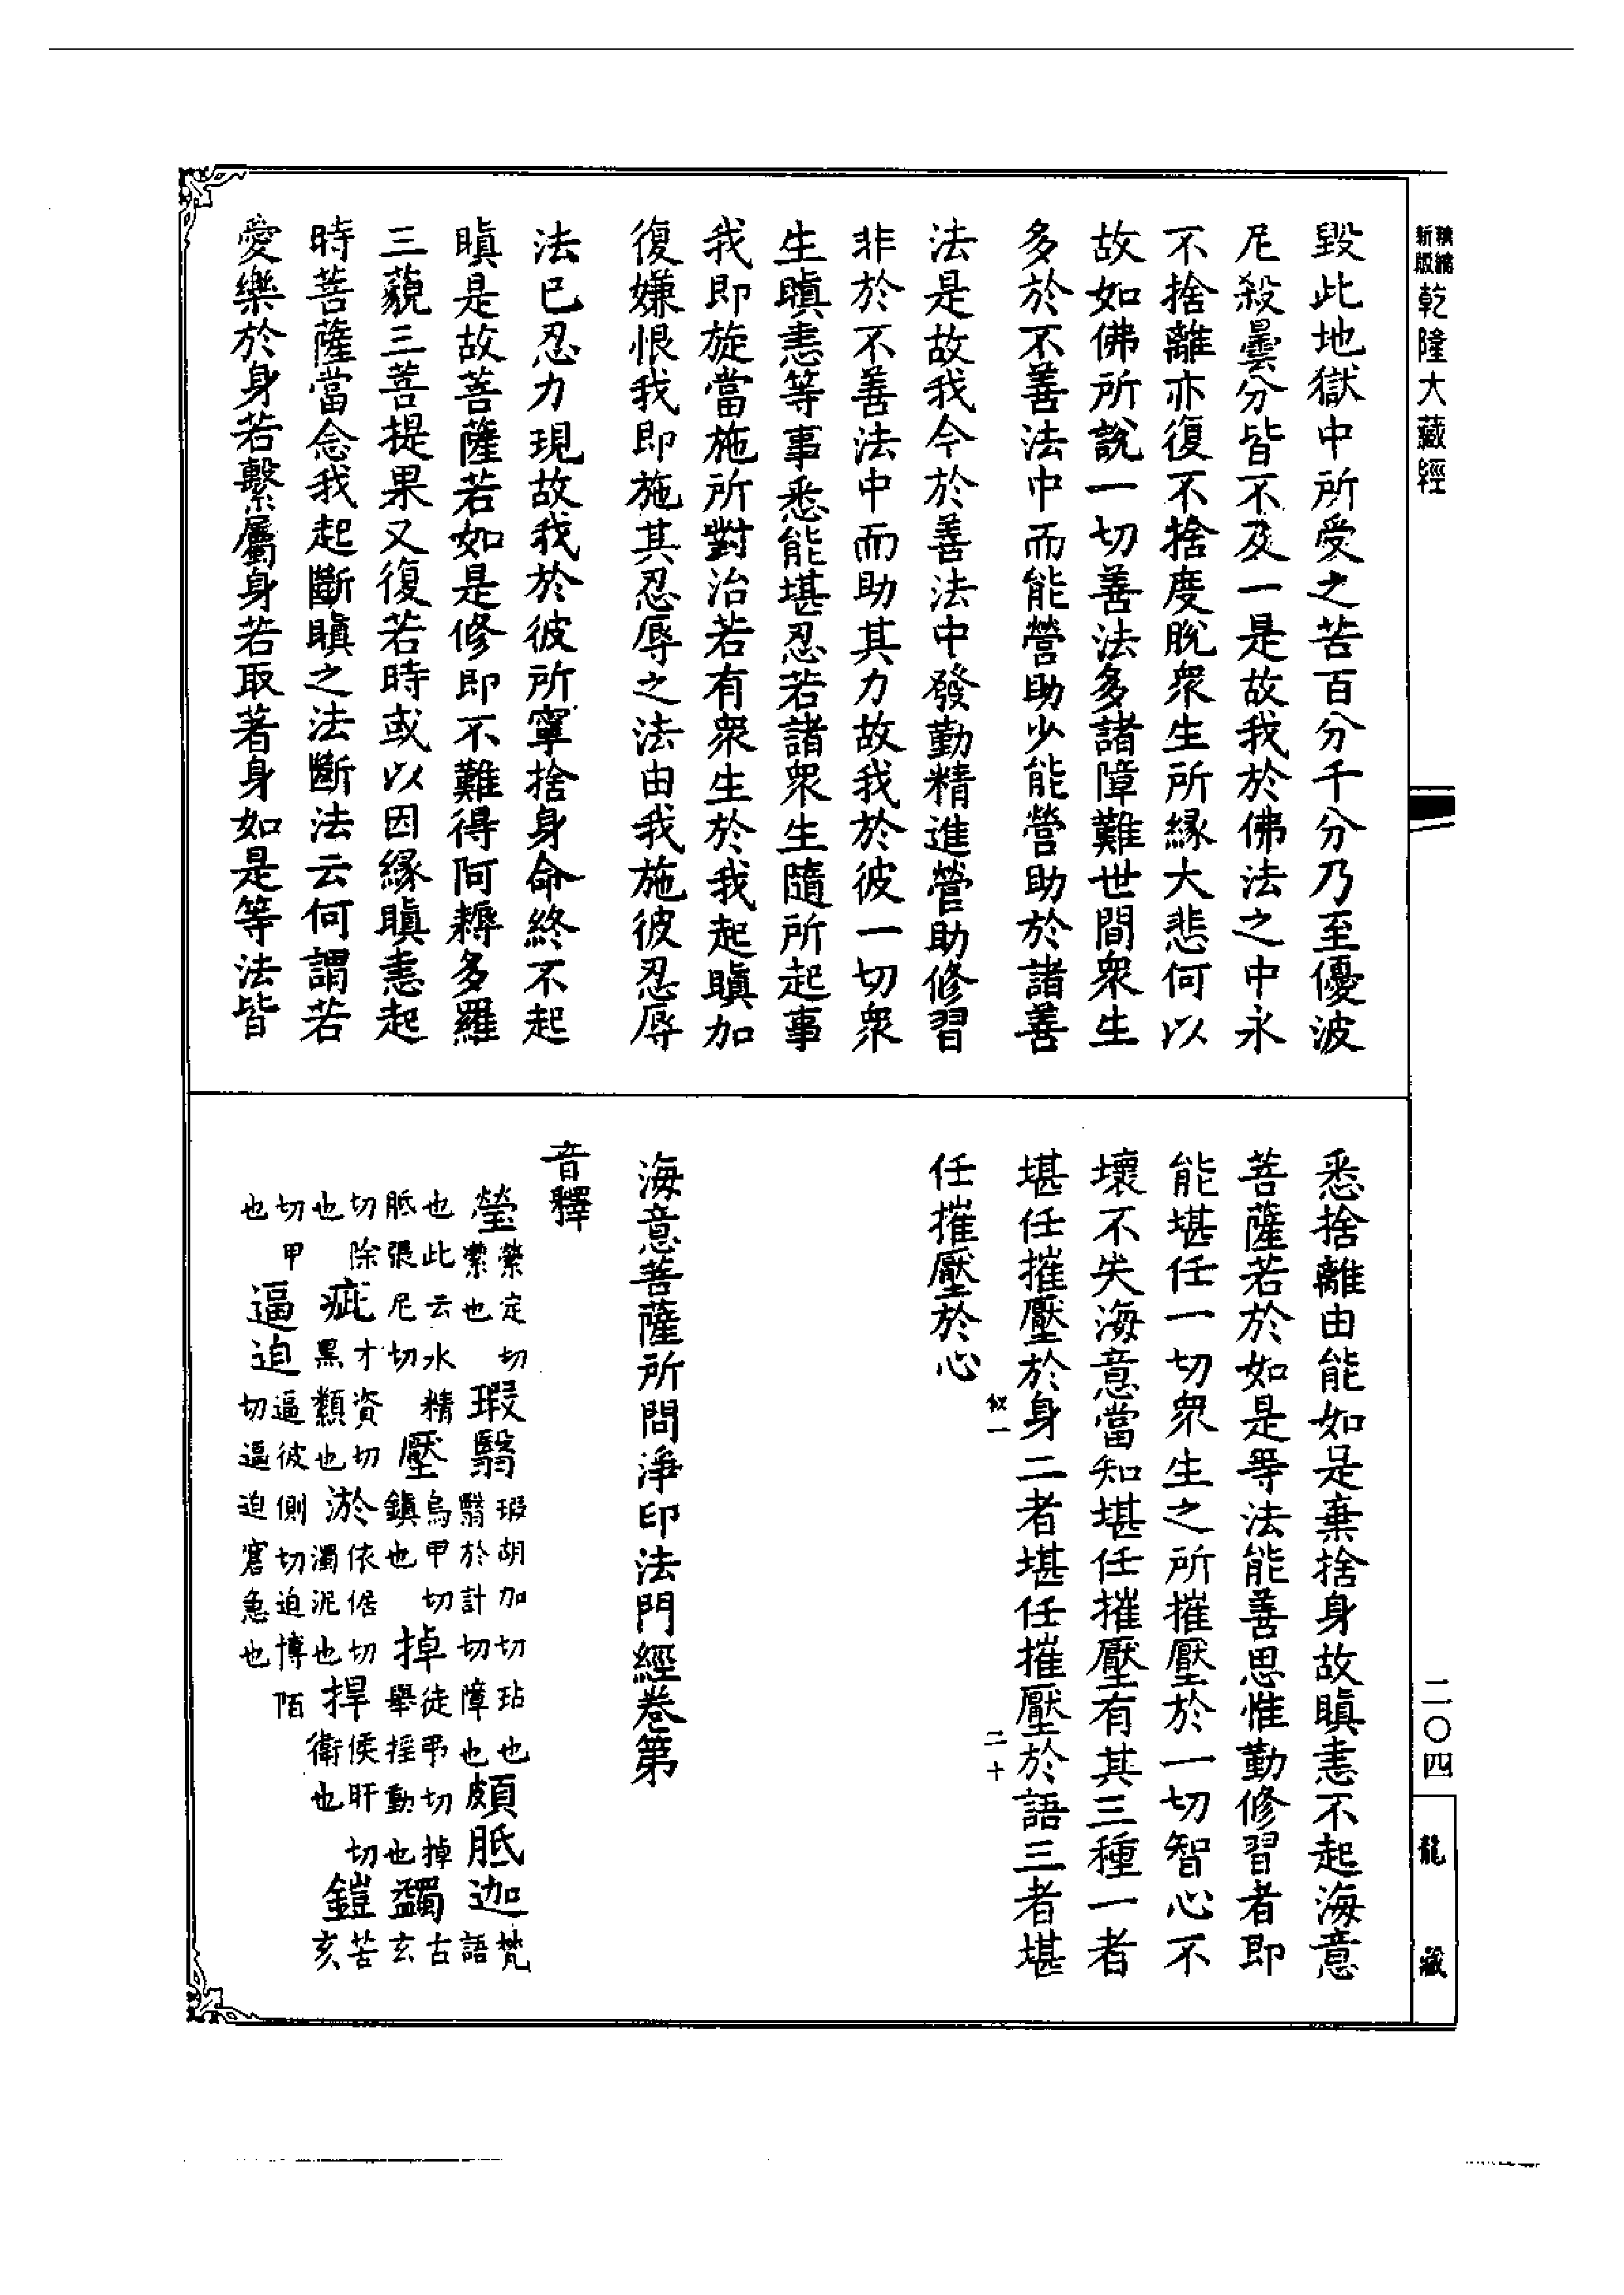 精縮新版乾隆大藏經
二〇四
龍藏
毀此地獄中所受之苦百分千分乃至優波
尼殺曇分皆不及一是故我於佛法之中永
不捨離亦復不捨度脫衆生所緣大悲何以
故如佛所說一切善法多諸障難世間衆生
多於不善法中而能營助少能營助於諸善
法是故我今於善法中發勤精進營助修習
非於不善法中而助其力故我於彼一切衆
生瞋恚等事悉能堪忍若諸衆生隨所起事
我即旋當施所對治若有衆生於我起瞋加
復嫌恨我即施其忍辱之法由我施彼忍辱
法已忍力現故我於彼所寧捨身命終不起
瞋是故菩薩若如是修即不難得阿耨多羅
三藐三菩提果又復若時或以因緣瞋恚起
時菩薩當念我起斷瞋之法斷法云何謂若
愛樂於身若繫屬身若取著身如是等法皆
悉捨離由能如是棄捨身故瞋恚不起海意
菩薩若於如是等法能善思惟勤修習者即
能堪任一切衆生之所摧壓於一切智心不
壞不失海意當知堪任摧壓有其三種一者
堪任摧壓於身二者堪任摧壓於語三者堪
一 二十
任摧壓於心
海意菩薩所問淨印法門經卷第
音釋
瑩縈定切縈也瑕翳瑕胡加切玷也翳於計切障也頗胝迦梵語
也此云水精胝張尼切壓烏甲切鎮也掉徒弔切掉舉搖動也蠲古玄
切除也疵才資切黑纇也淤依倨切濁泥也捍侯旰切衛也鎧苦亥
切甲也逼迫逼彼側切迫博陌切逼迫窘急也